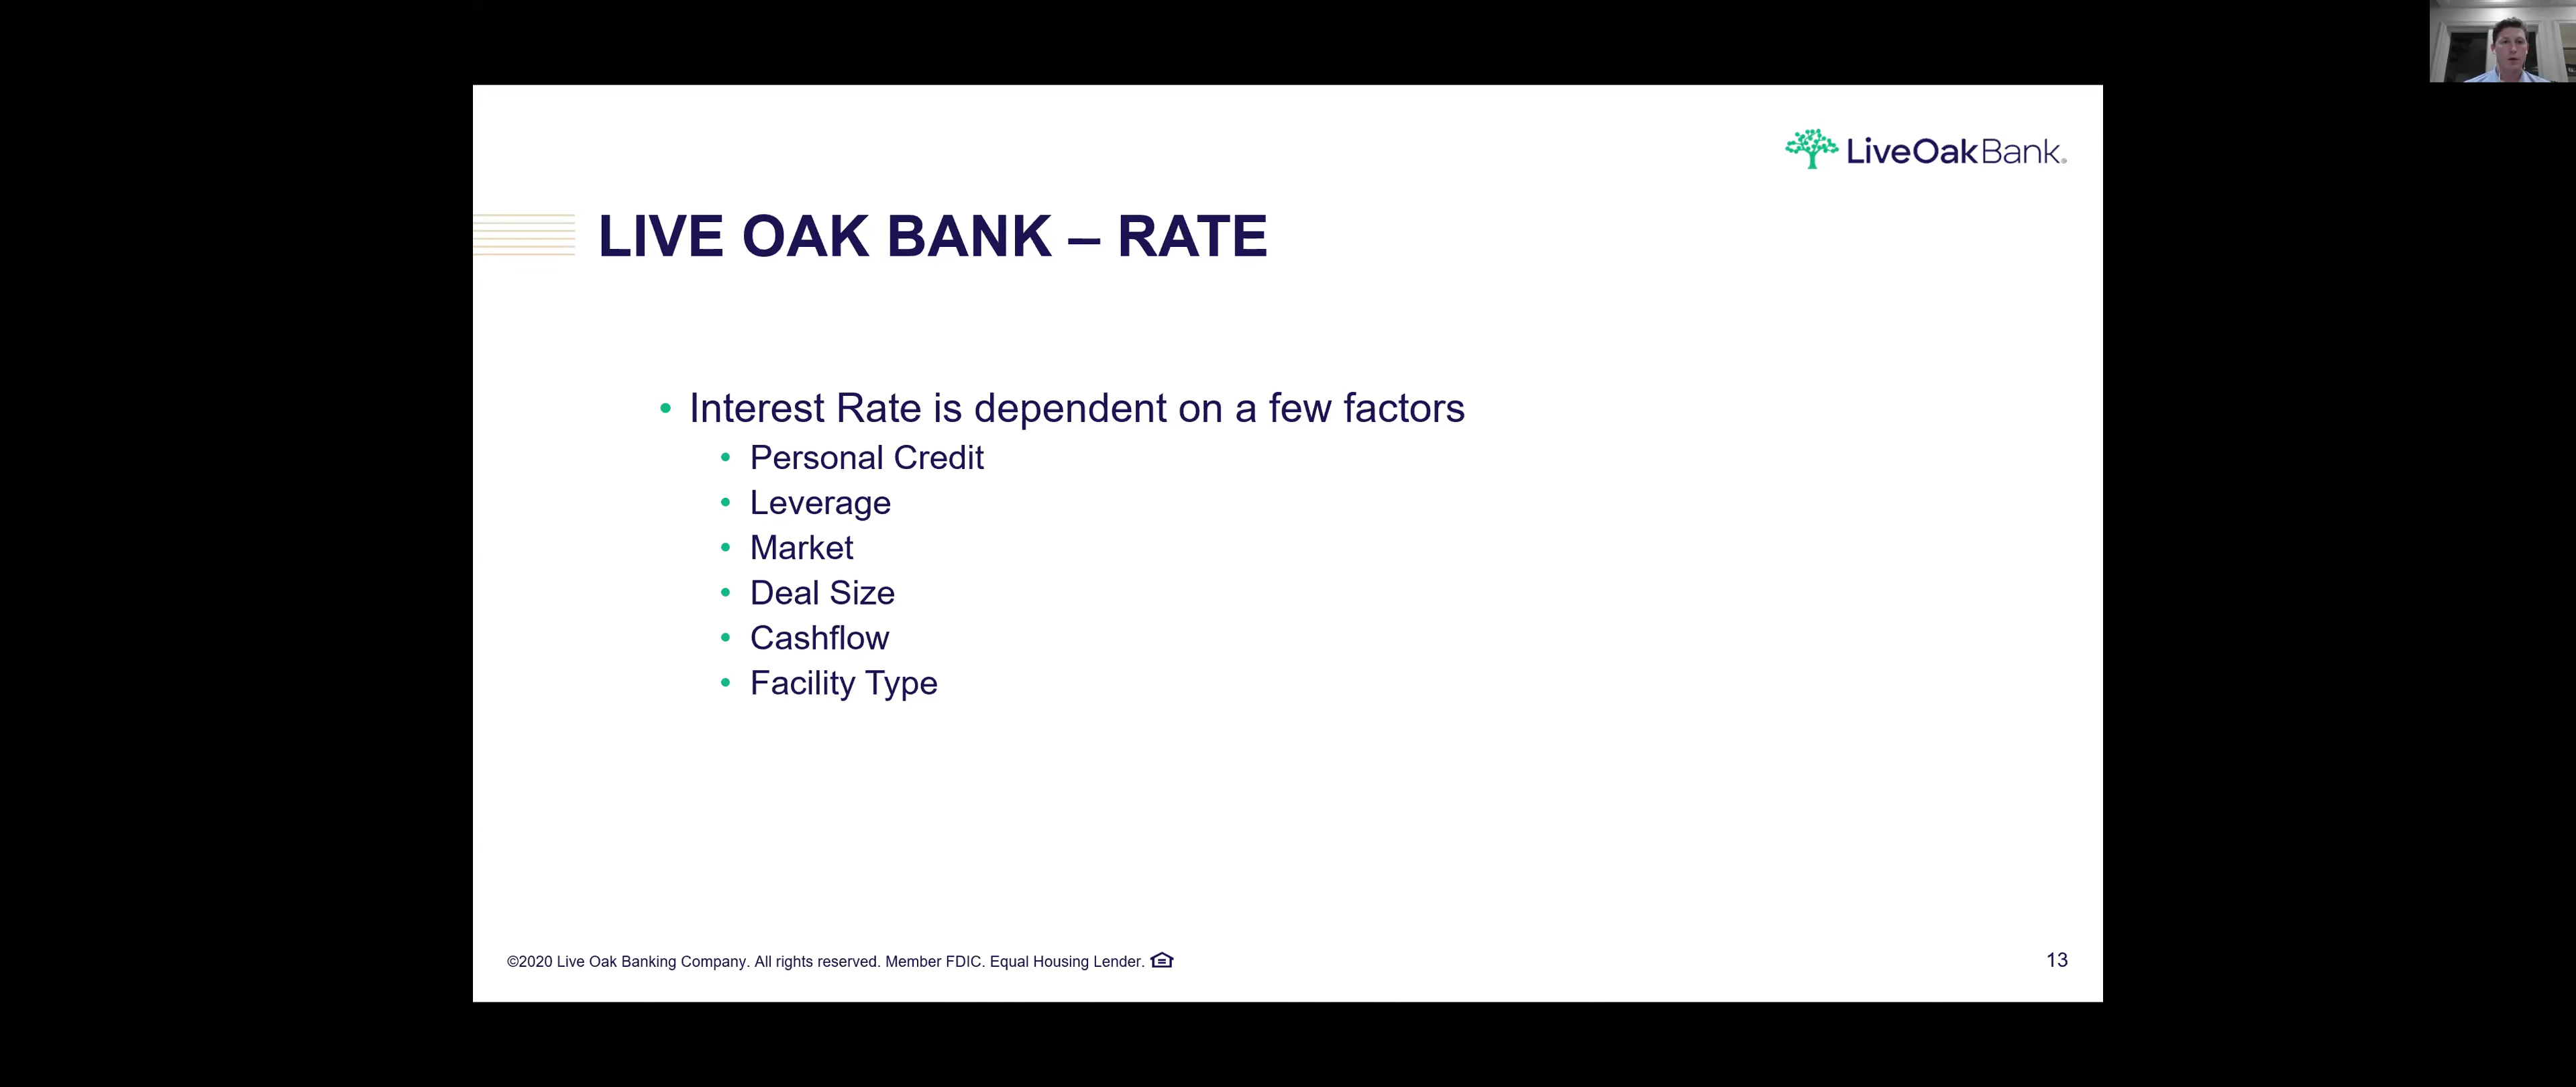 LiveOakBank®
LIVE OAK BANK – RATE
• Interest Rate is dependent on a few factors
• Personal Credit
• Leverage
• Market
• Deal Size
• Cashflow
• Facility Type
©2020 Live Oak Banking Company. All rights reserved. Member FDIC. Equal Housing Lender.
13